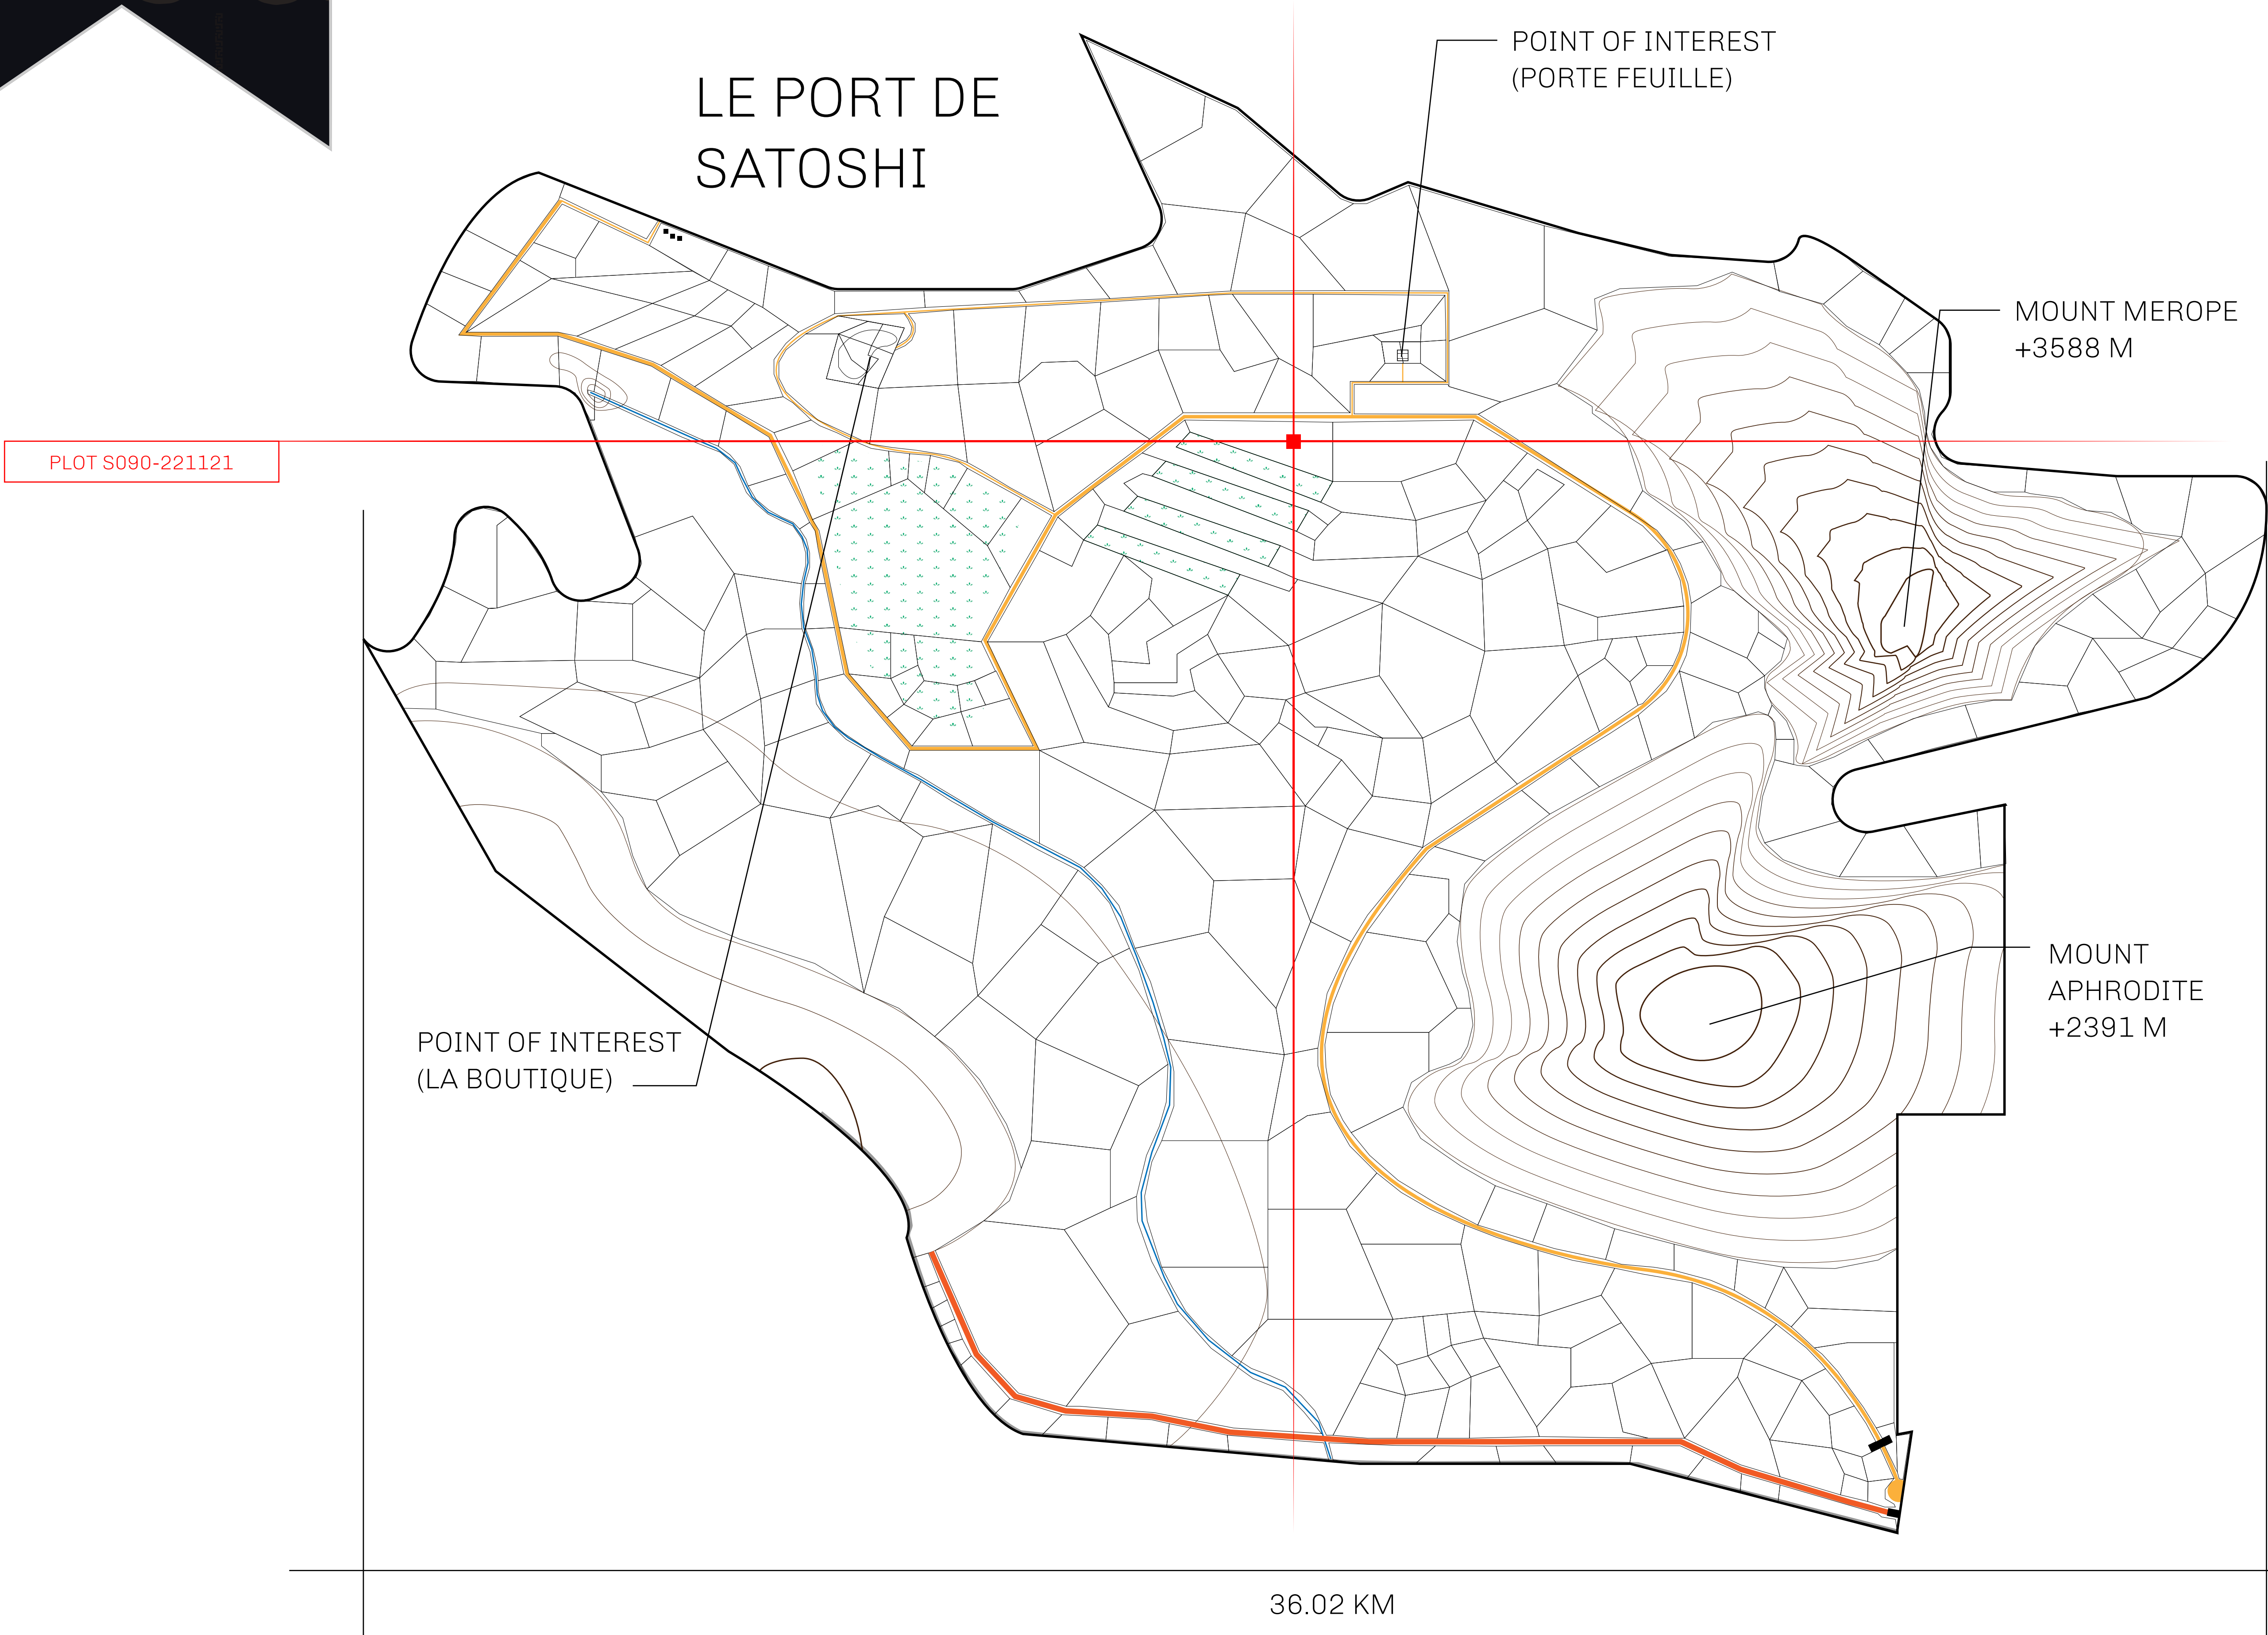 LE PORT DE
SATOSHI
POINT OF INTEREST
(PORTE FEUILLE)
MOUNT MEROPE
+3588 M
PLOT S090-221121
MOUNT
APHRODITE
+2391 M
POINT OF INTEREST
(LA BOUTIQUE)
36.02 KM